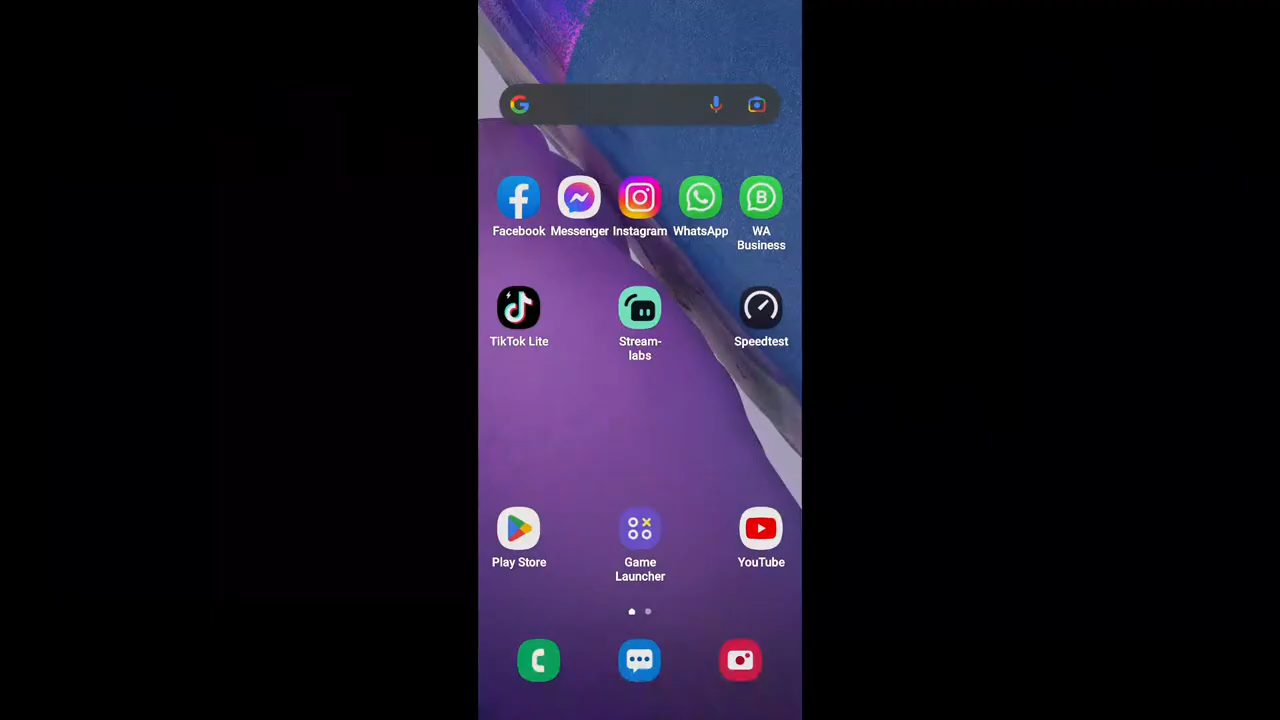 Facebook
Messenger
Instagram
WhatsApp
WA
Business
TikTok Lite
Stream-
labs
Speedtest
Play Store
Game
Launcher
YouTube